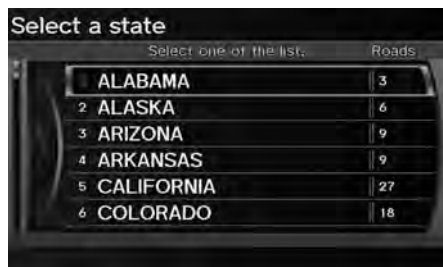 Select a state
Select one of the list. Roads
ALABAMA 3
2 ALASKA 6
3 ARIZONA 9
4 ARKANSAS 9
5 CALIFORNIA 27
6 COLORADO 18